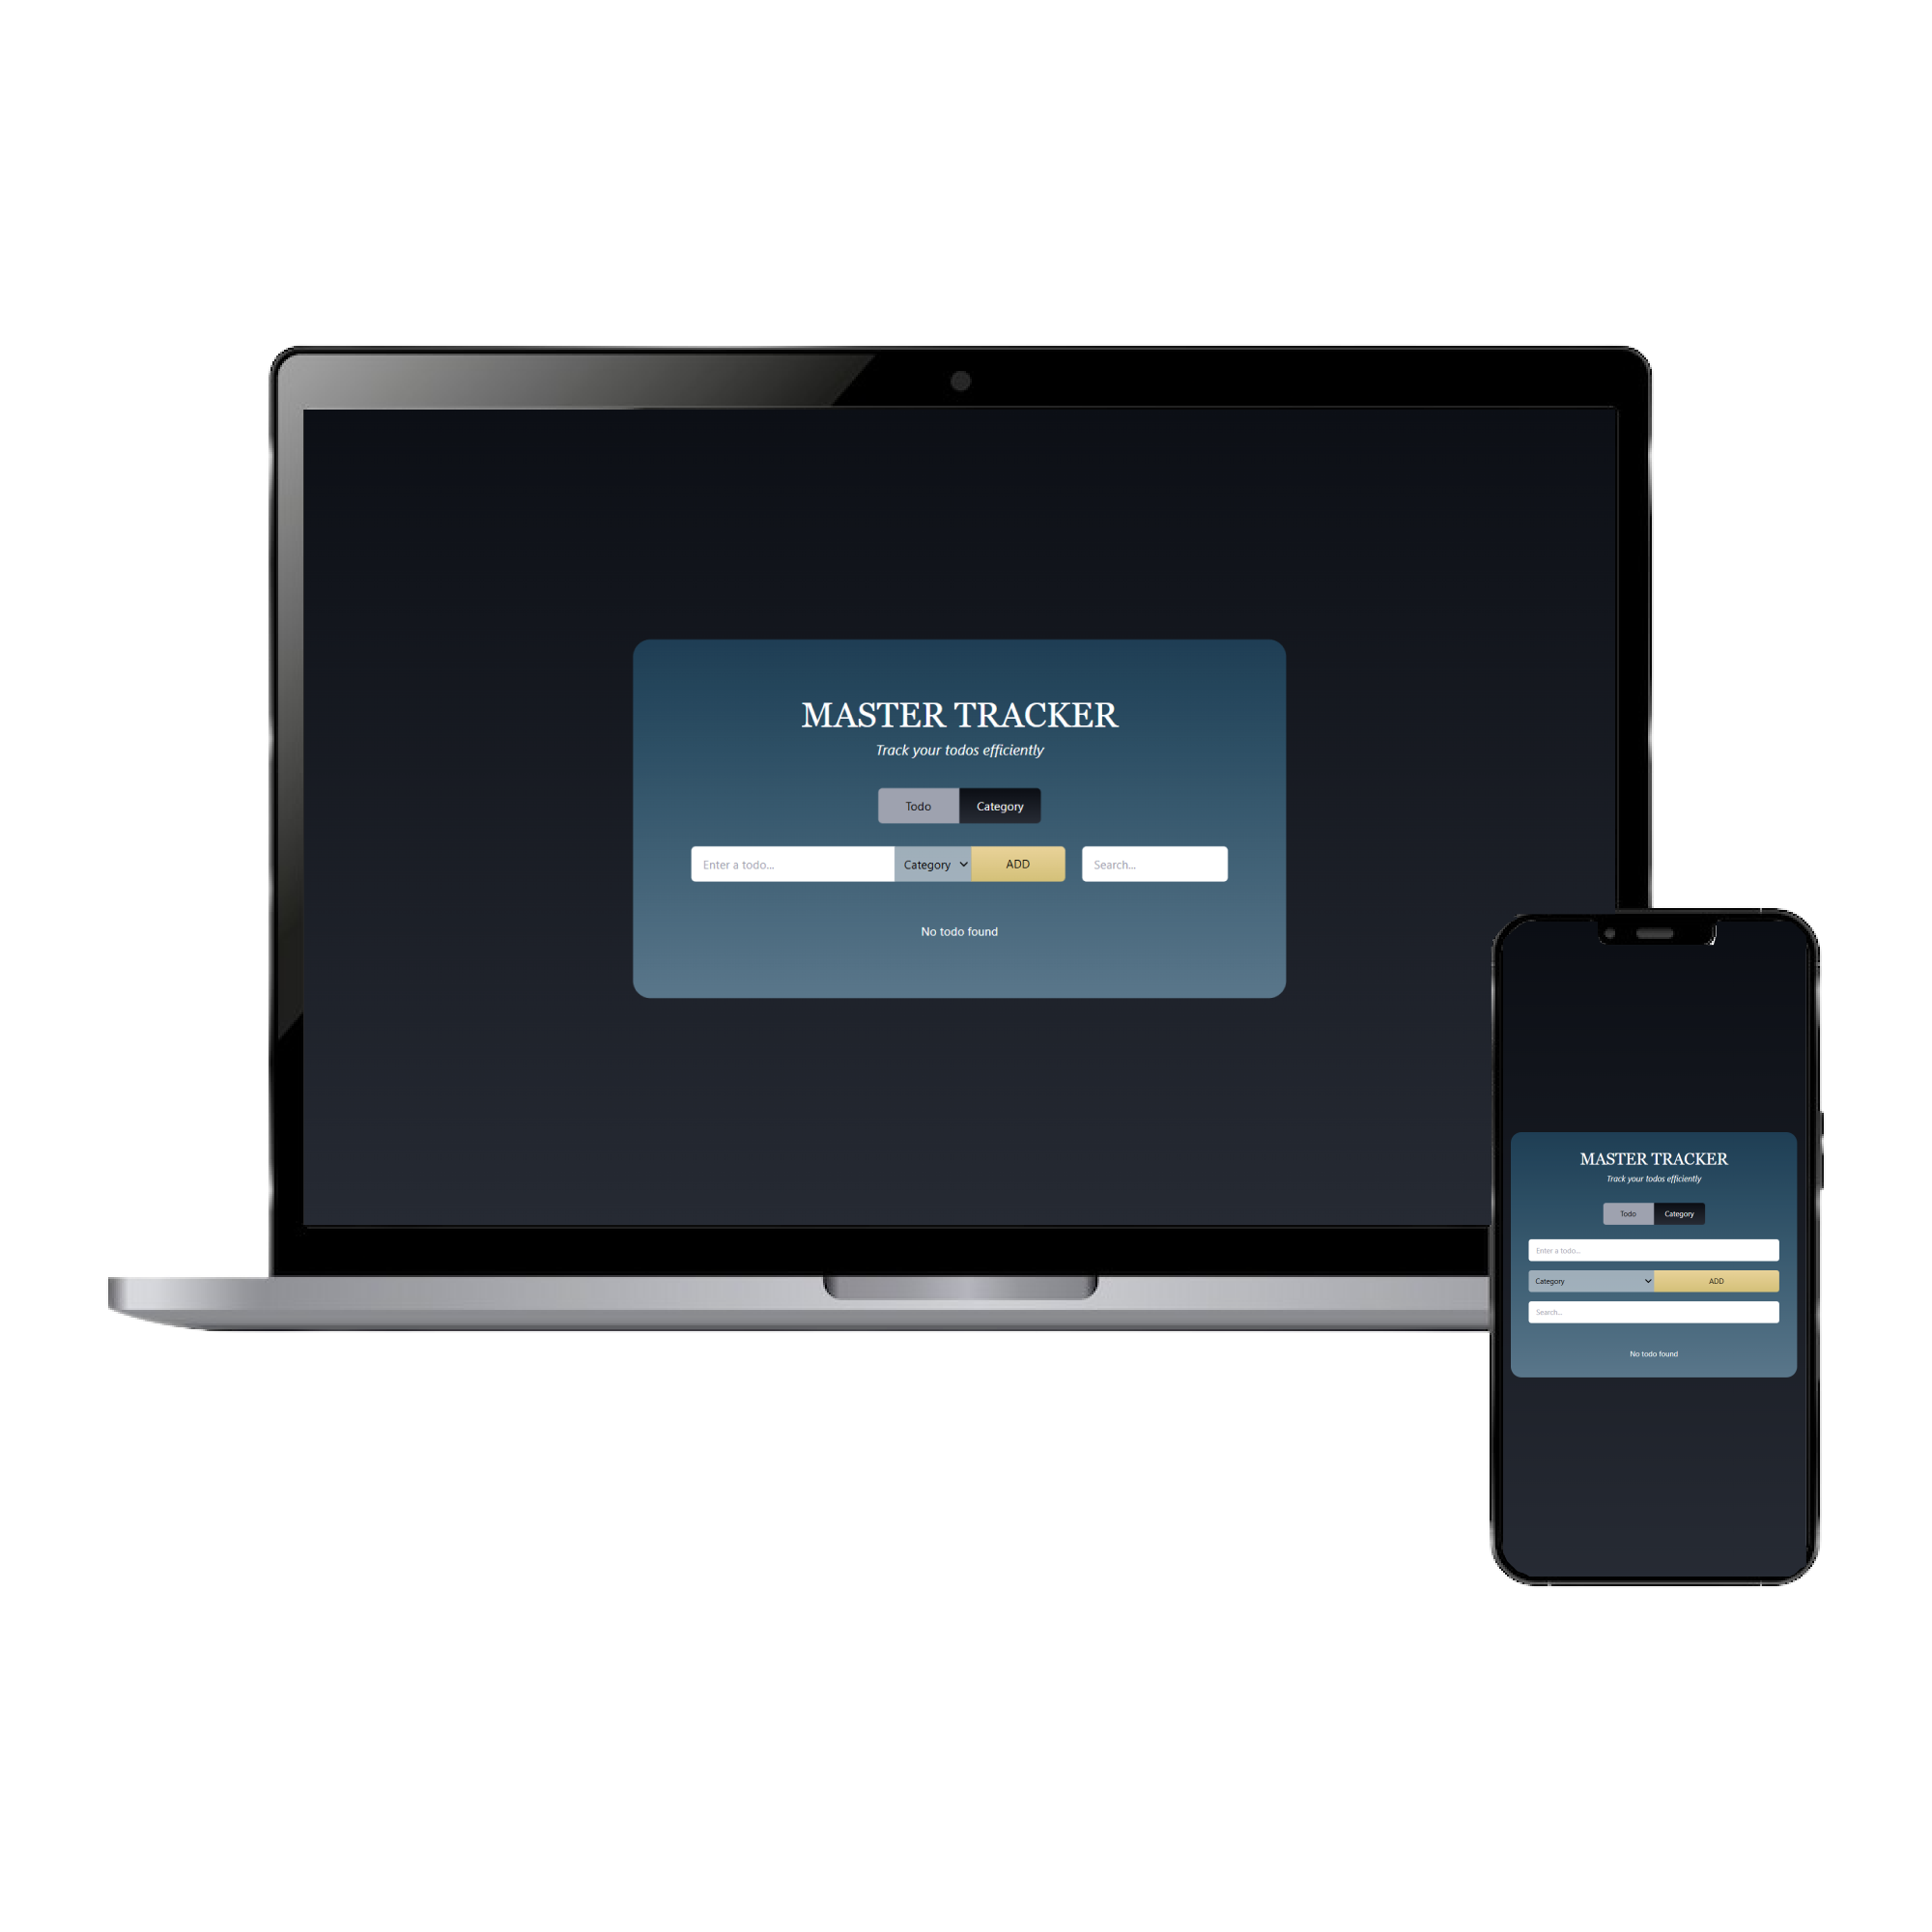 MASTER TRACKER
Track your todos efficiently
Todo Category
Enter a todo... Category ADD Search...
No todo found
MASTER TRACKER
Track your todos efficiently
Todo Category
Enter a todo...
Category ADD
Search...
No todo found